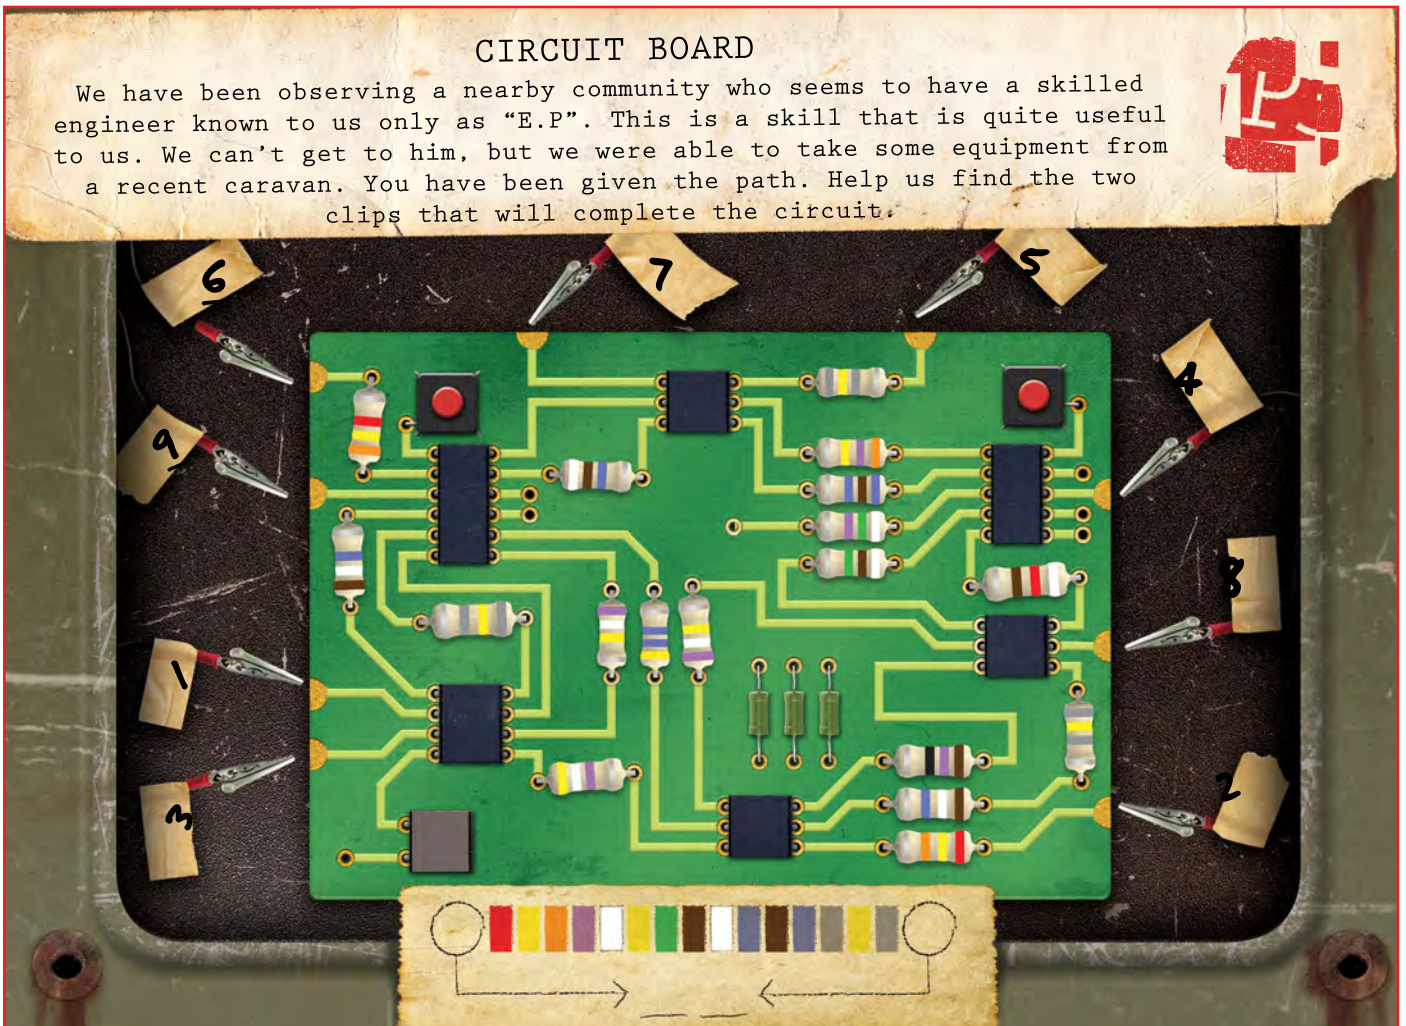 CIRCUIT BOARD
We have been observing a nearby community who seems to have a skilled
engineer known to us only as “E.P”. This is a skill that is quite useful
to us. We can't get to him, but we were able to take some equipment from
a recent caravan. You have been given the path. Help us find the two
clips that will complete the circuit.
PS
6
7
5
4
9
8
1
3
2